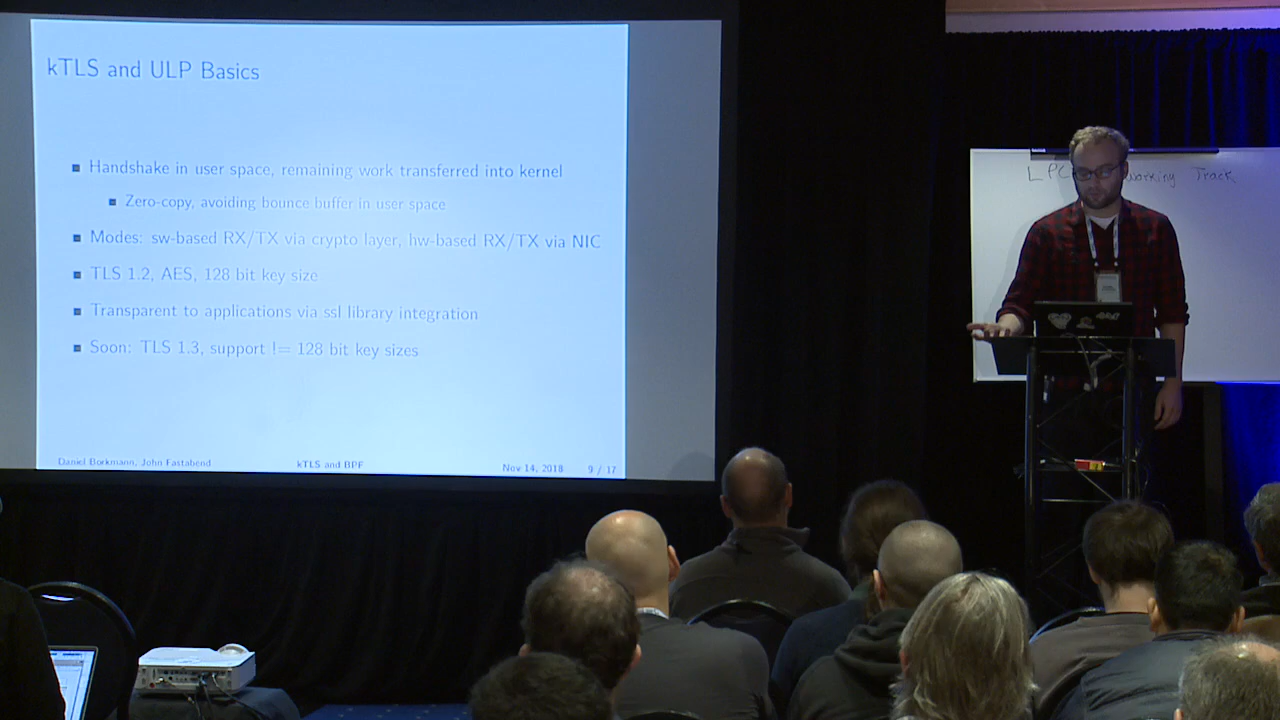 kTLS and ULP Basics
Handshake in user space, remaining work transferred into kernel
Zero-copy, avoiding bounce buffer in user space
Modes: sw-based RX/TX via crypto layer, hw-based RX/TX via NIC
TLS 1.2, AES, 128 bit key size
Transparent to applications via ssl library integration
Soon: TLS 1.3, support != 128 bit key sizes
Daniel Borkmann, John Fastabend kTLS and BPF Nov 14, 2018 9 / 17
LPC Track